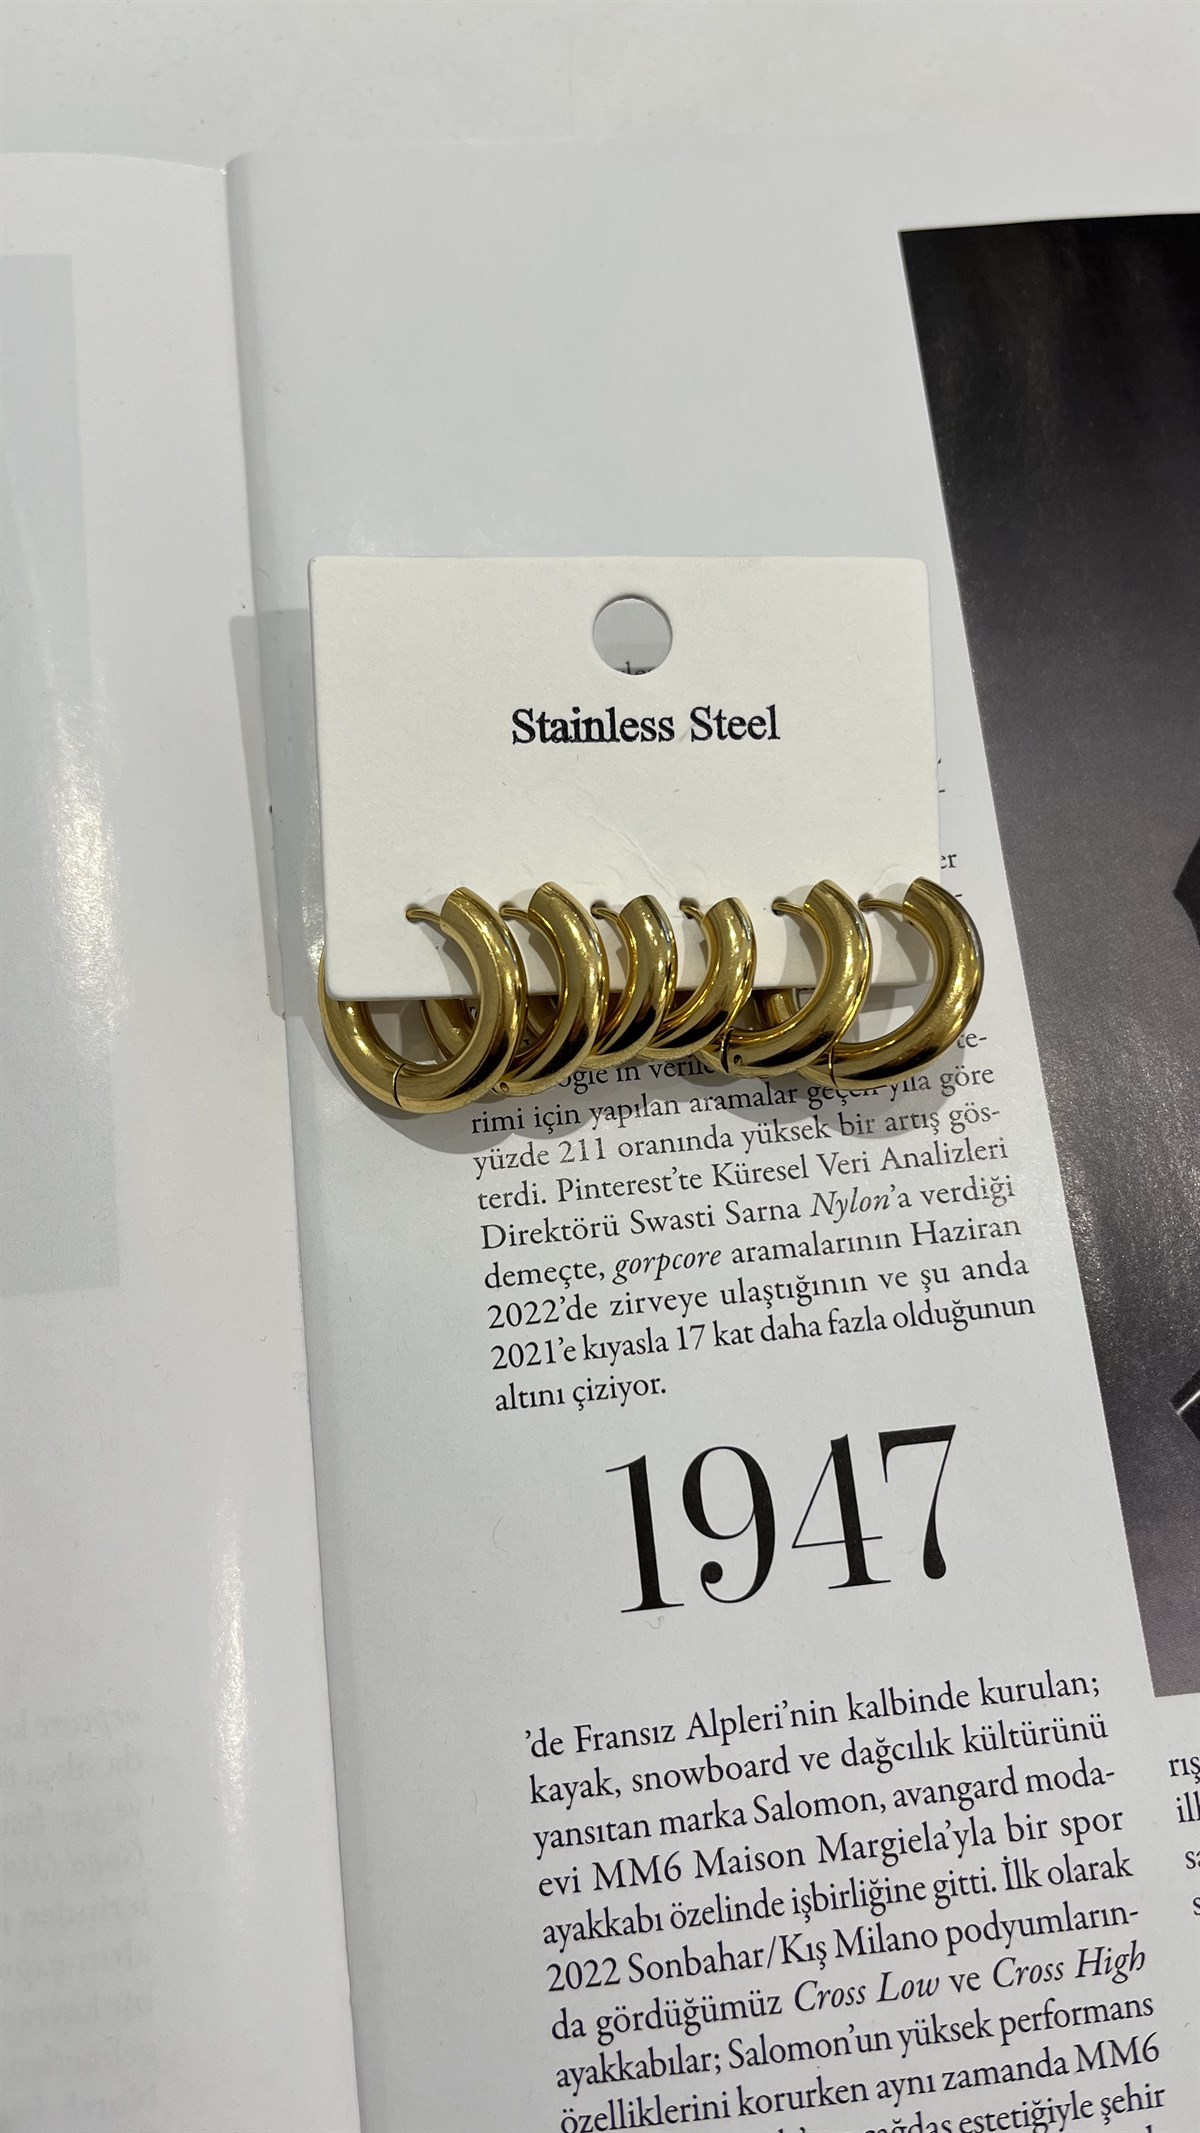 Stainless Steel
er
te-
in
rimi için yapılan aramalar geçen yıla göre
yüzde 211 oranında yüksek bir artış gös-
terdi. Pinterest’te Küresel Veri Analizleri
Direktörü Swasti Sarna Nylon’a verdiği
demeçte, gorpcore aramalarının Haziran
2022’de zirveye ulaştığının ve şu anda
2021’e kıyasla 17 kat daha fazla olduğunun
altını çiziyor.
1947
’de Fransız Alpleri’nin kalbinde kurulan;
kayak, snowboard ve dağcılık kültürünü
yansıtan marka Salomon, avangard moda-
evi MM6 Maison Margiela’yla bir spor
ayakkabı özelinde işbirliğine gitti. İlk olarak
2022 Sonbahar/Kış Milano podyumların-
da gördüğümüz Cross Low ve Cross High
ayakkabılar; Salomon’un yüksek performans
özelliklerini korurken aynı zamanda MM6
estetiğiyle şehir